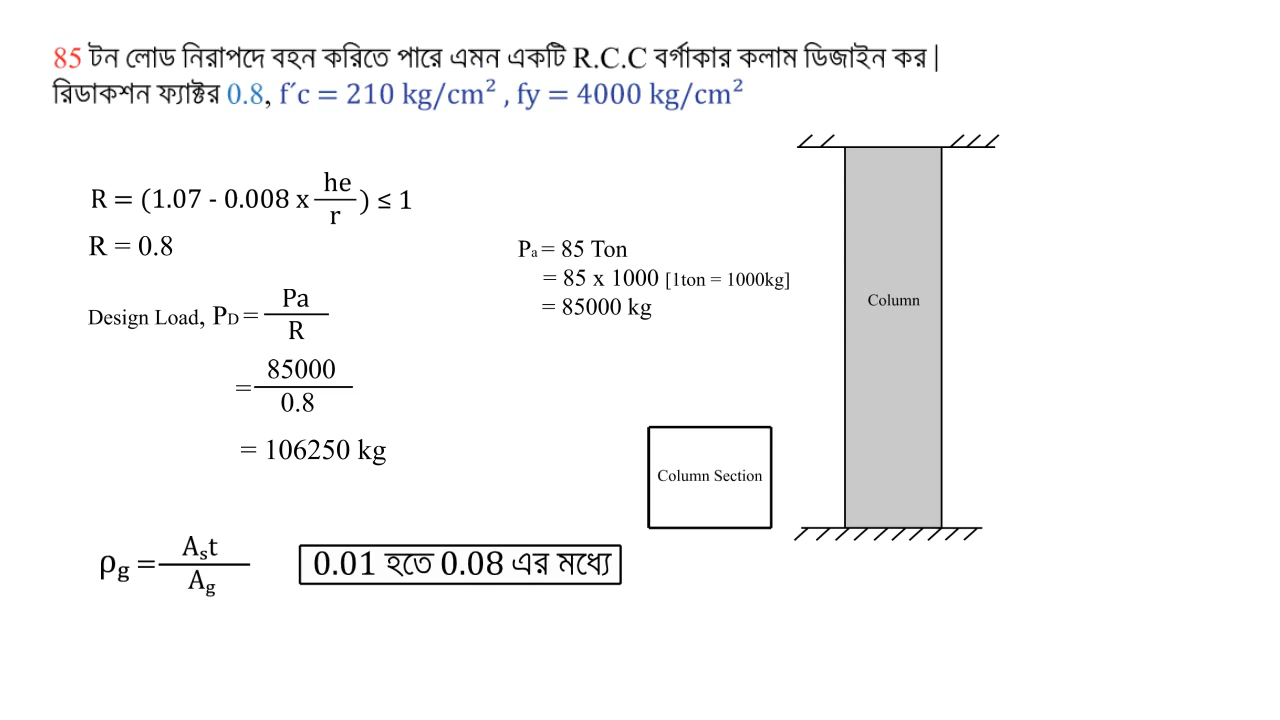 85 টন লোড নিরাপদে বহন করিতে পারে এমন একটি R.C.C বর্গাকার কলাম ডিজাইন কর|
রিডাকশন ফ্যাক্টর 0.8, f´c = 210 kg/cm² , fy = 4000 kg/cm²
R = (1.07 - 0.008 x he/r) ≤ 1
R = 0.8
Design Load, PD = Pa/R
= 85000/0.8
= 106250 kg
Pa = 85 Ton
= 85 x 1000 [1ton = 1000kg]
= 85000 kg
Column
Column Section
ρg = Ast/Ag
0.01 হতে 0.08 এর মধ্যে